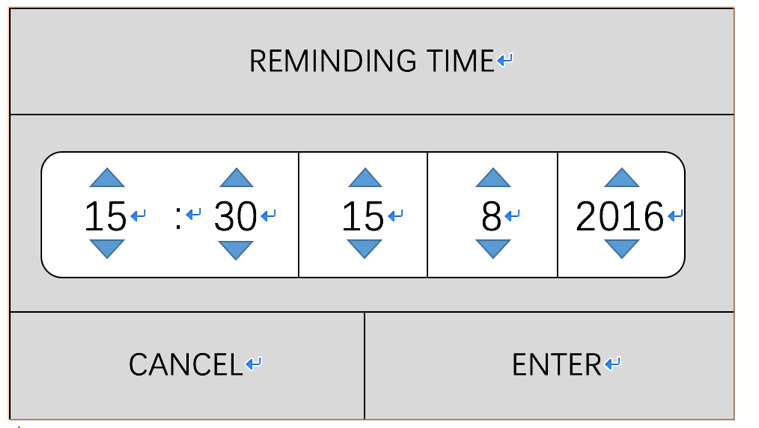 REMINDING TIME
15 : 30 15 8 2016
CANCEL ENTER